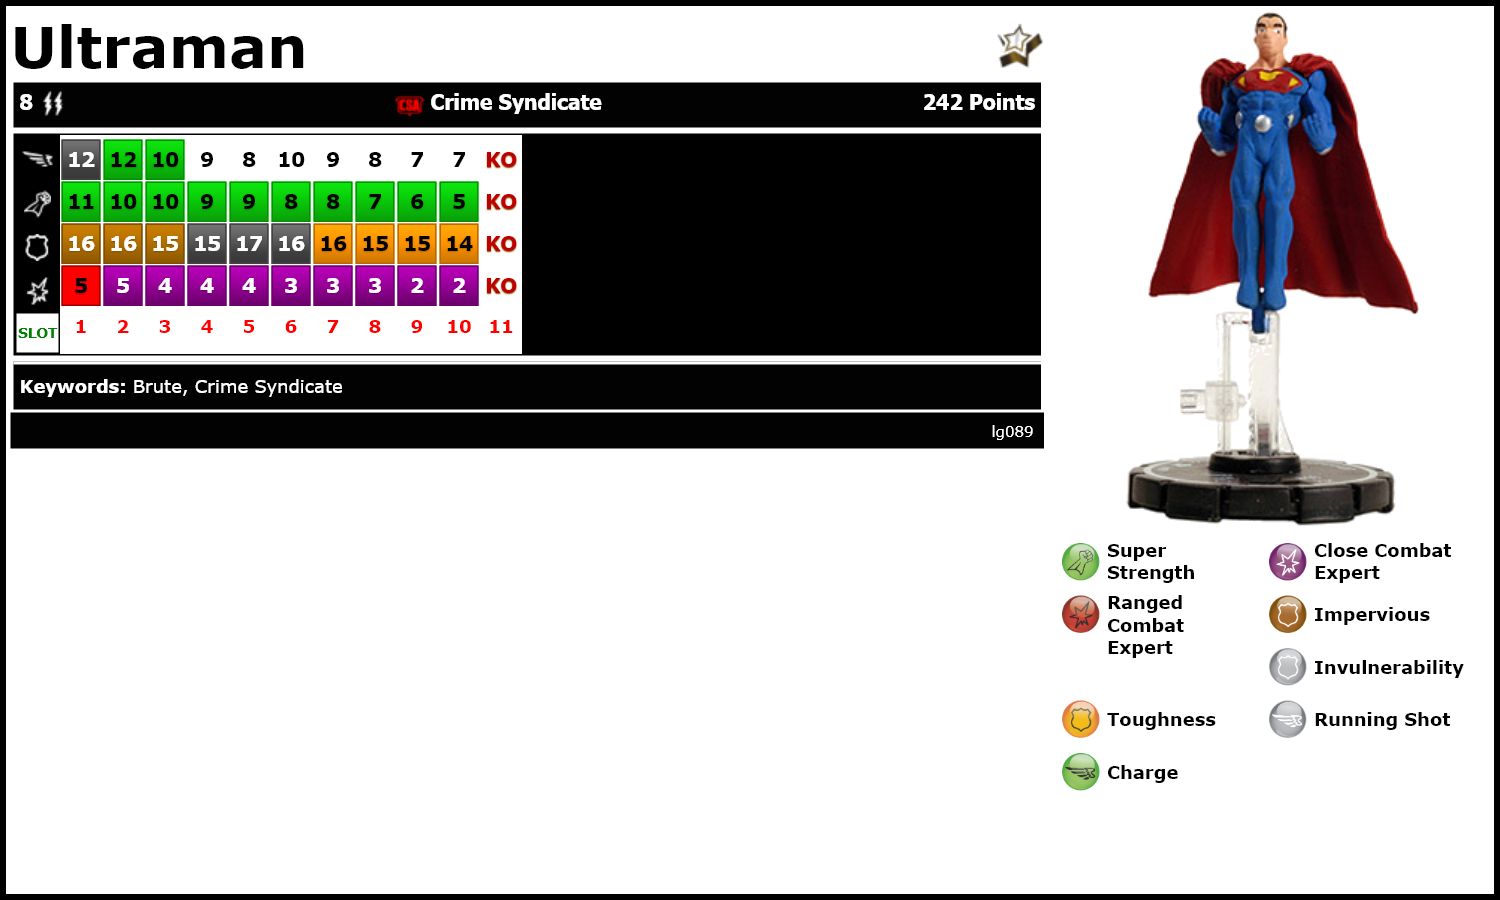 Ultraman
8 CSA Crime Syndicate 242 Points
12 12 10 9 8 10 9 8 7 7 KO
11 10 10 9 9 8 8 7 6 5 KO
16 16 15 15 17 16 16 15 15 14 KO
5 5 4 4 4 3 3 3 2 2 KO
SLOT 1 2 3 4 5 6 7 8 9 10 11
Keywords: Brute, Crime Syndicate
lg089
Super
Strength
Close Combat
Expert
Ranged
Combat
Expert
Impervious
Invulnerability
Toughness
Running Shot
Charge